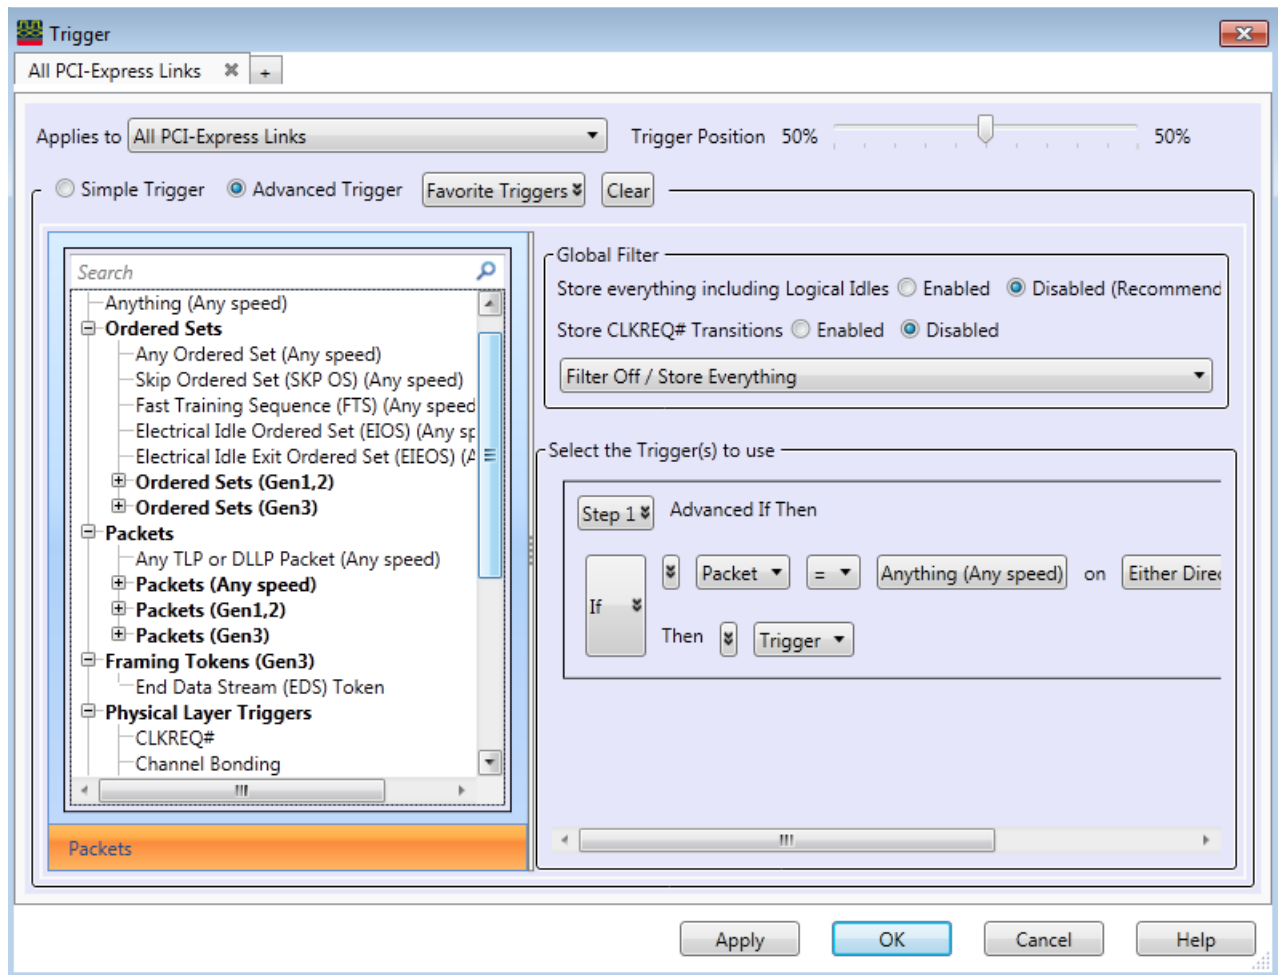 Trigger
All PCI-Express Links
+
Applies to All PCI-Express Links Trigger Position 50% 50%
Simple Trigger Advanced Trigger Favorite Triggers Clear
Search
Anything (Any speed)
Ordered Sets
Any Ordered Set (Any speed)
Skip Ordered Set (SKP OS) (Any speed)
Fast Training Sequence (FTS) (Any speed
Electrical Idle Ordered Set (EIOS) (Any sp
Electrical Idle Exit Ordered Set (EIEOS) (A
Ordered Sets (Gen1,2)
Ordered Sets (Gen3)
Packets
Any TLP or DLLP Packet (Any speed)
Packets (Any speed)
Packets (Gen1,2)
Packets (Gen3)
Framing Tokens (Gen3)
End Data Stream (EDS) Token
Physical Layer Triggers
CLKREQ#
Channel Bonding
Packets
Global Filter
Store everything including Logical Idles Enabled Disabled (Recommend
Store CLKREQ# Transitions Enabled Disabled
Filter Off / Store Everything
Select the Trigger(s) to use
Step 1 Advanced If Then
If Packet = Anything (Any speed) on Either Direc
Then Trigger
Apply OK Cancel Help